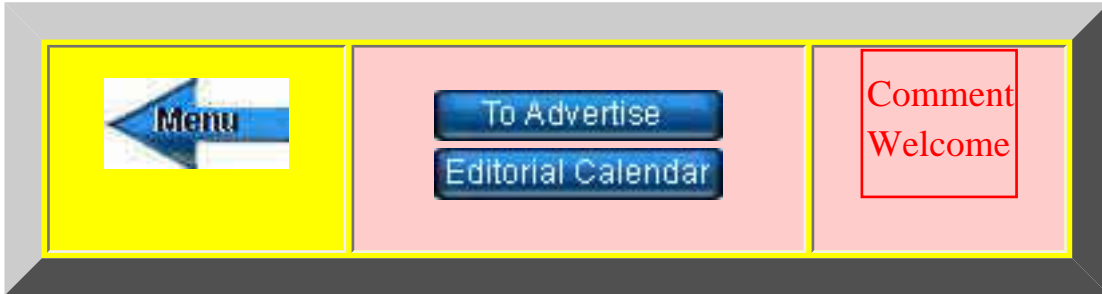 Menu
To Advertise
Editorial Calendar
Comment
Welcome